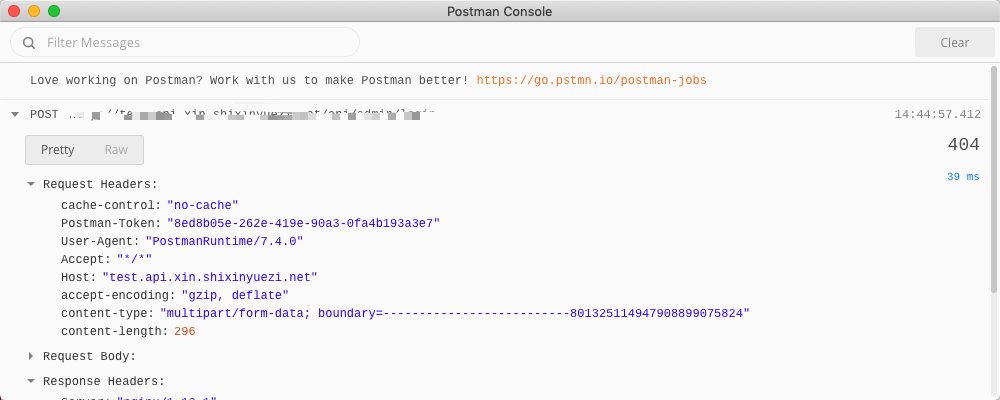 Postman Console
Filter Messages
Clear
Love working on Postman? Work with us to make Postman better! https://go.pstmn.io/postman-jobs
POST
14:44:57.412
Pretty Raw
404
39 ms
Request Headers:
cache-control: "no-cache"
Postman-Token: "8ed8b05e-262e-419e-90a3-0fa4b193a3e7"
User-Agent: "PostmanRuntime/7.4.0"
Accept: "*/*"
Host: "test.api.xin.shixinyuezi.net"
accept-encoding: "gzip, deflate"
content-type: "multipart/form-data; boundary=--------------------------801325114947908899075824"
content-length: 296
Request Body:
Response Headers: